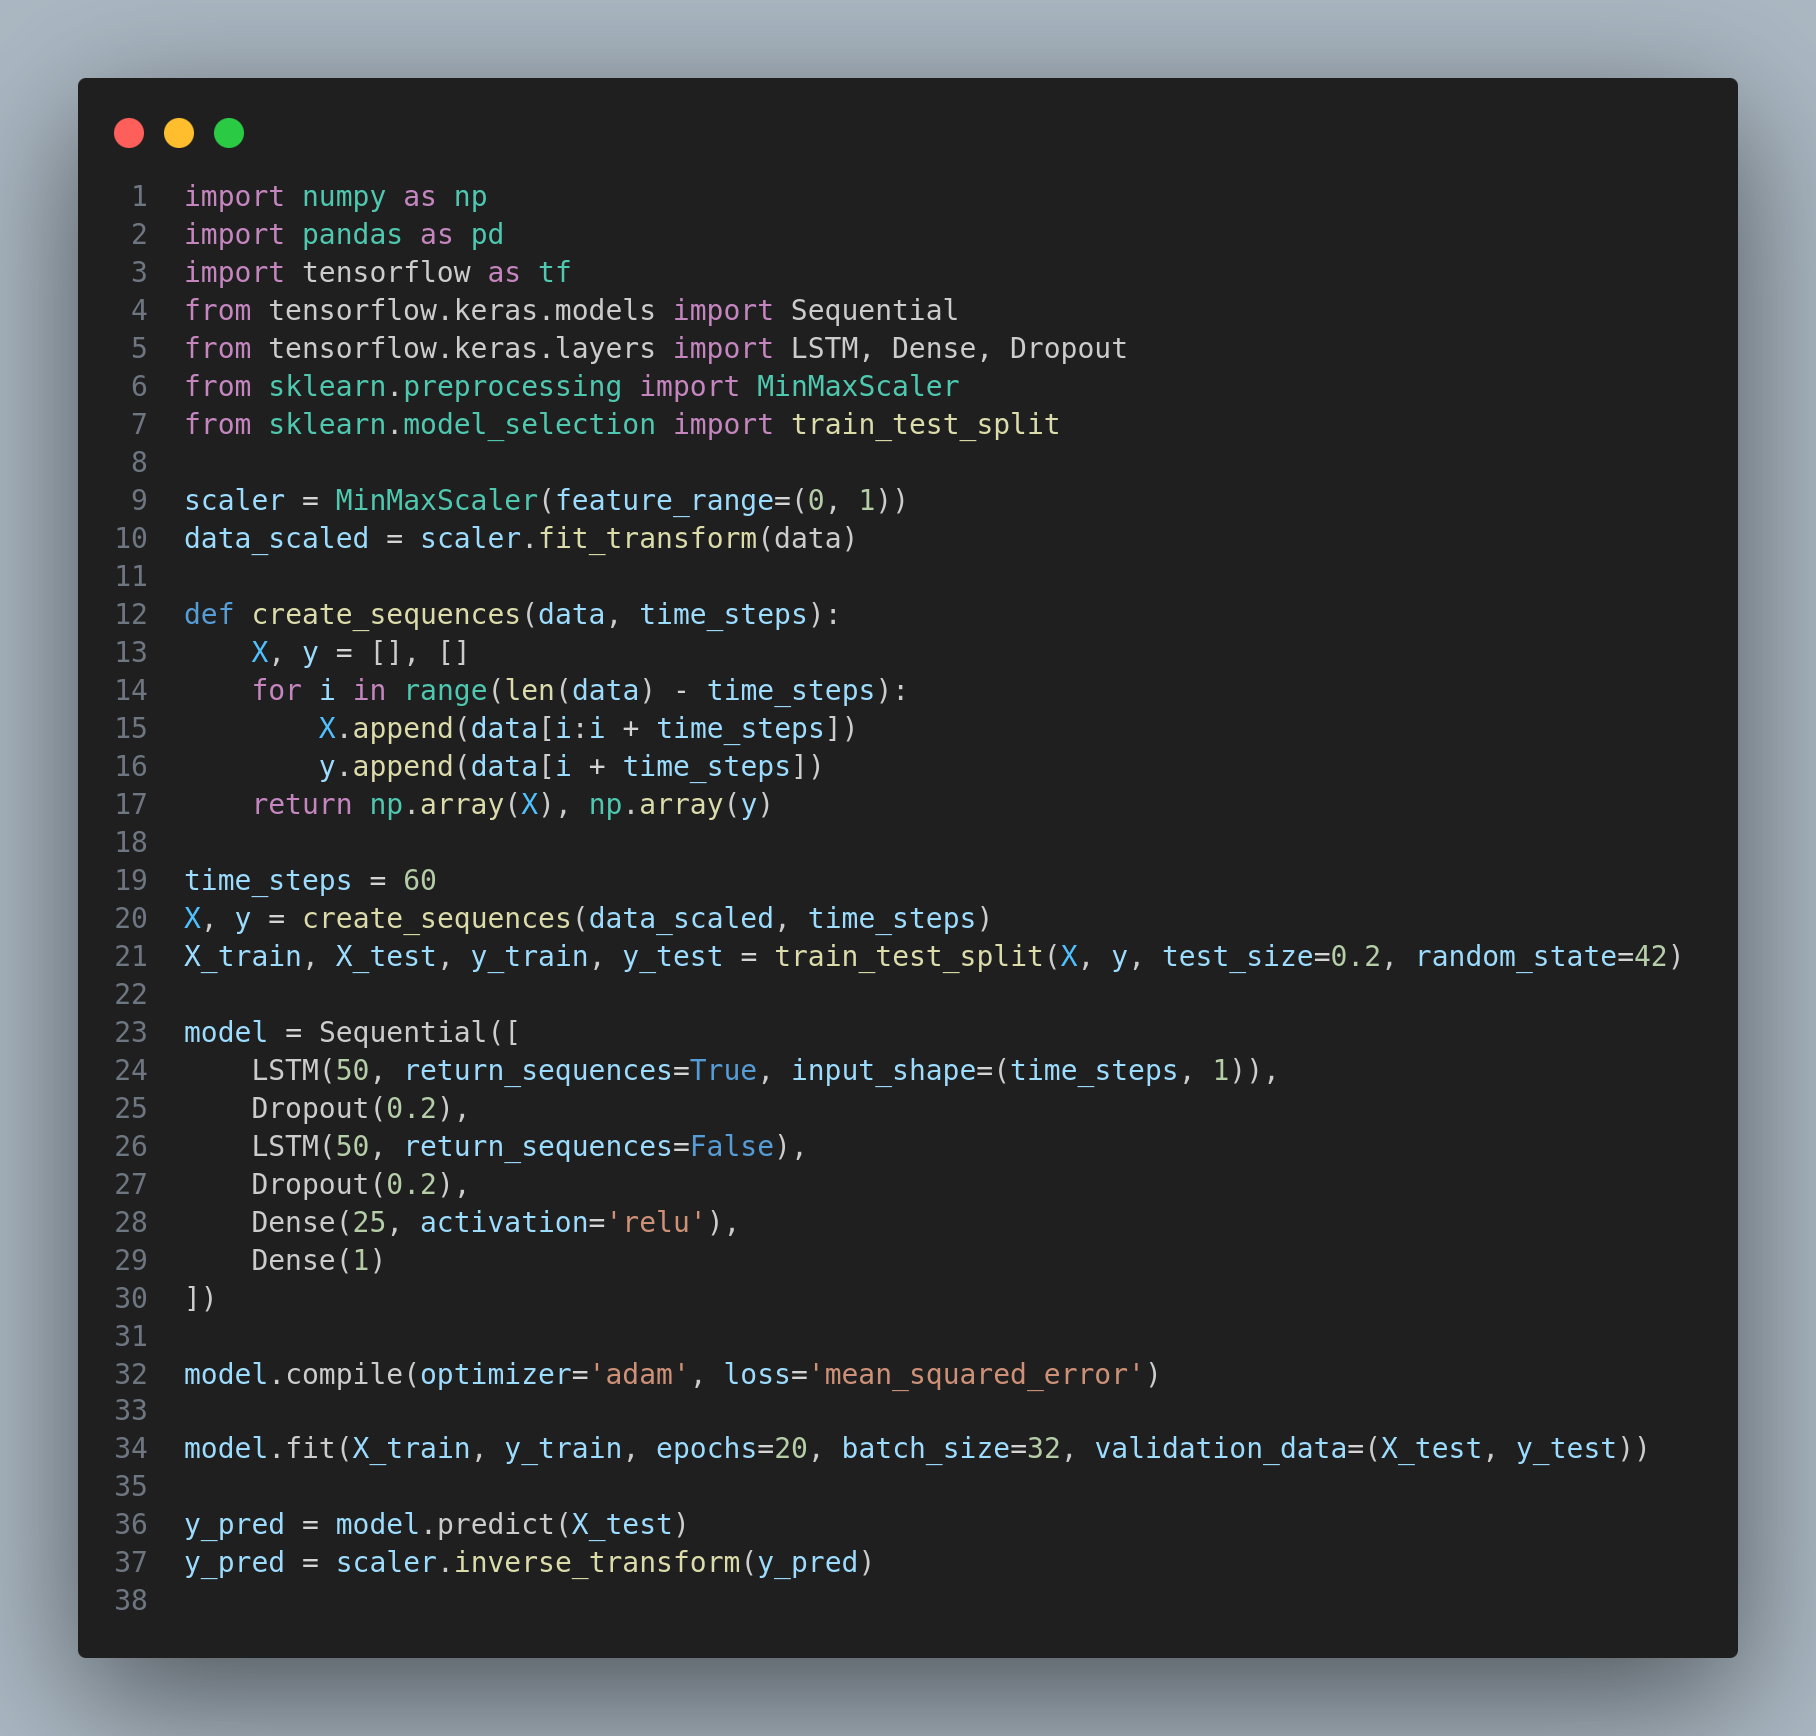 1 import numpy as np
2 import pandas as pd
3 import tensorflow as tf
4 from tensorflow.keras.models import Sequential
5 from tensorflow.keras.layers import LSTM, Dense, Dropout
6 from sklearn.preprocessing import MinMaxScaler
7 from sklearn.model_selection import train_test_split
8
9 scaler = MinMaxScaler(feature_range=(0, 1))
10 data_scaled = scaler.fit_transform(data)
11
12 def create_sequences(data, time_steps):
13     X, y = [], []
14     for i in range(len(data) - time_steps):
15         X.append(data[i:i + time_steps])
16         y.append(data[i + time_steps])
17     return np.array(X), np.array(y)
18
19 time_steps = 60
20 X, y = create_sequences(data_scaled, time_steps)
21 X_train, X_test, y_train, y_test = train_test_split(X, y, test_size=0.2, random_state=42)
22
23 model = Sequential([
24     LSTM(50, return_sequences=True, input_shape=(time_steps, 1)),
25     Dropout(0.2),
26     LSTM(50, return_sequences=False),
27     Dropout(0.2),
28     Dense(25, activation='relu'),
29     Dense(1)
30 ])
31
32 model.compile(optimizer='adam', loss='mean_squared_error')
33
34 model.fit(X_train, y_train, epochs=20, batch_size=32, validation_data=(X_test, y_test))
35
36 y_pred = model.predict(X_test)
37 y_pred = scaler.inverse_transform(y_pred)
38